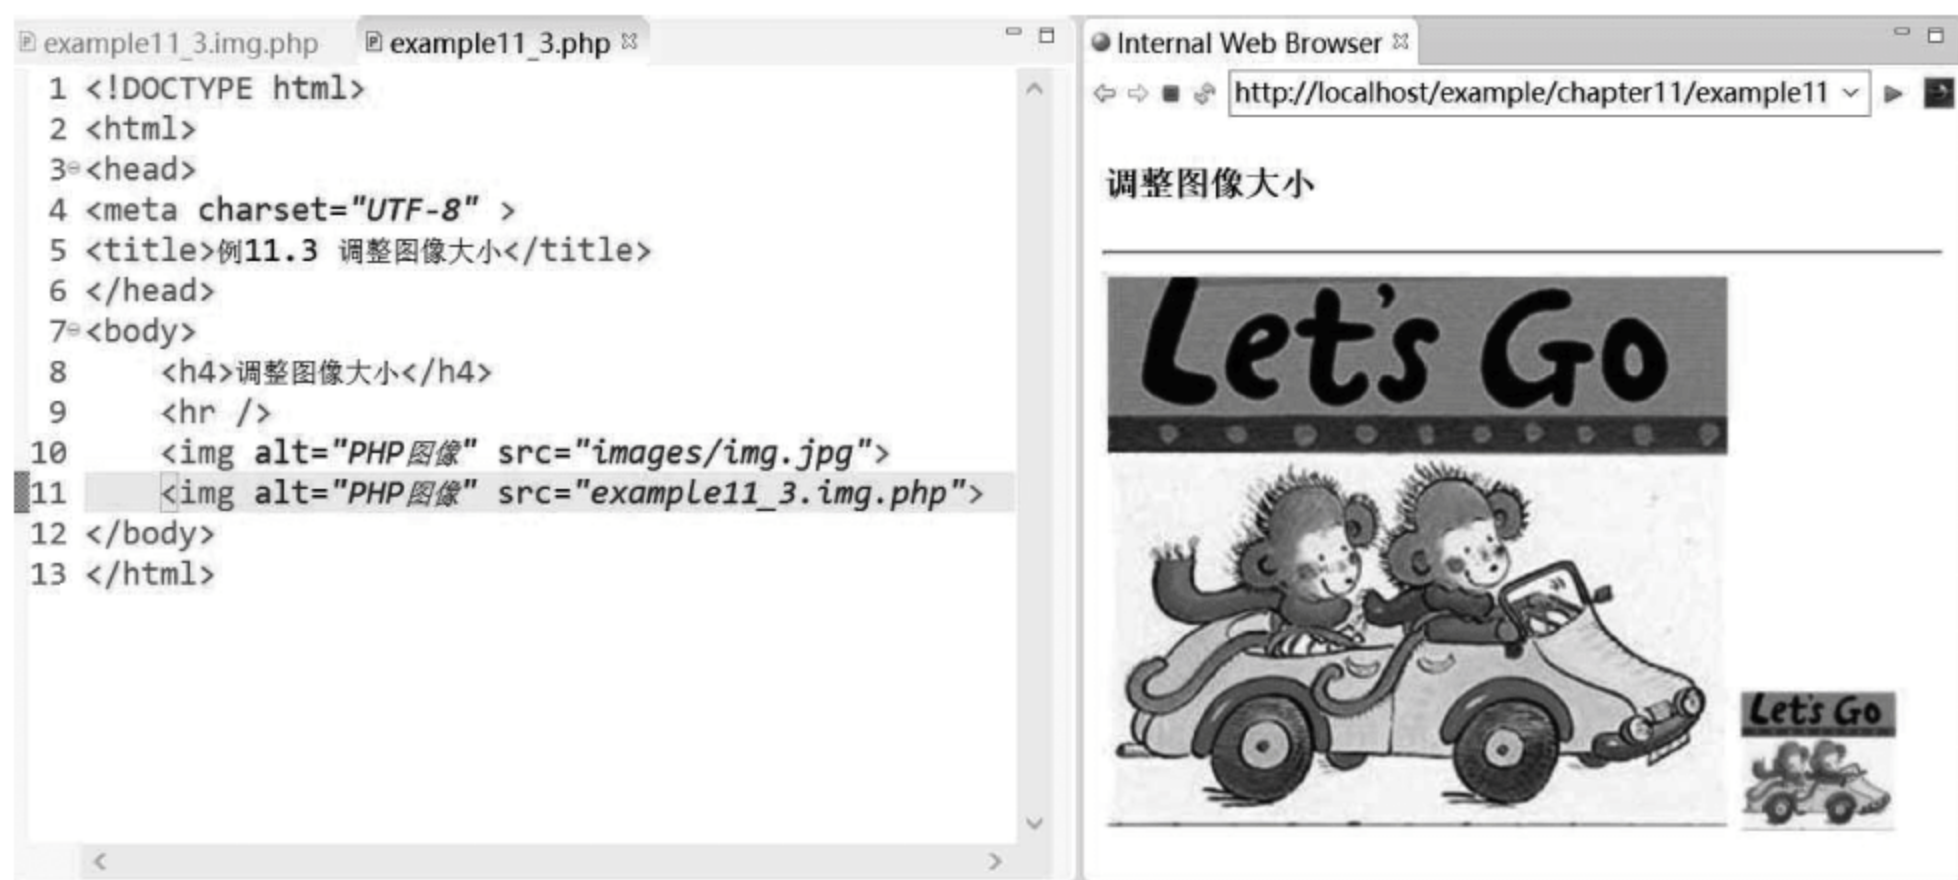 example11_3.img.php
example11_3.php
1 <!DOCTYPE html>
2 <html>
3 <head>
4 <meta charset="UTF-8" >
5 <title>例11.3 调整图像大小</title>
6 </head>
7 <body>
8 <h4>调整图像大小</h4>
9 <hr />
10 <img alt="PHP图像" src="images/img.jpg">
11 <img alt="PHP图像" src="example11_3.img.php">
12 </body>
13 </html>
Internal Web Browser
http://localhost/example/chapter11/example11
调整图像大小
Let's Go
Let's Go